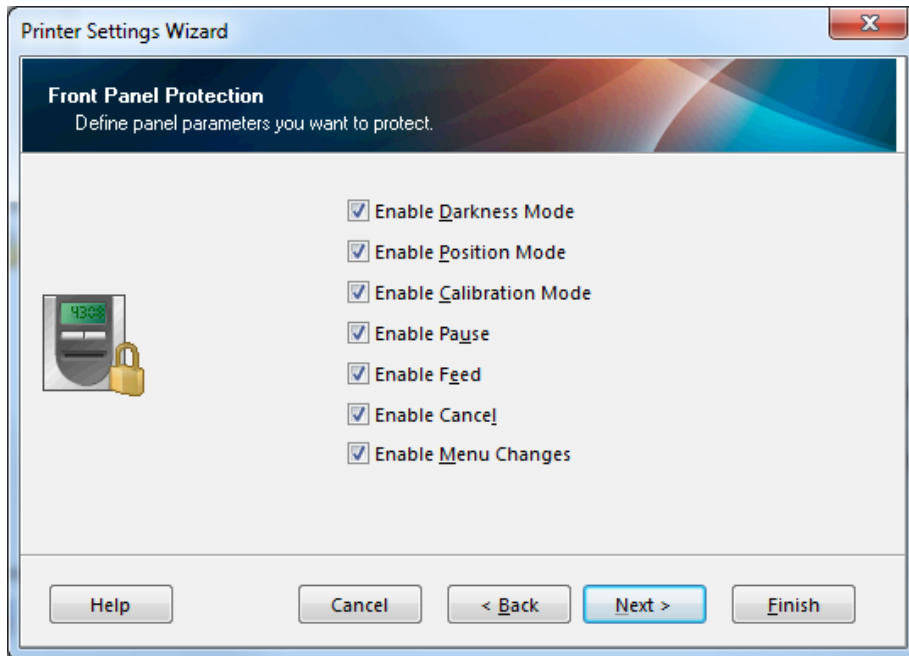 Printer Settings Wizard
Front Panel Protection
Define panel parameters you want to protect.
Enable Darkness Mode
Enable Position Mode
Enable Calibration Mode
4308
Enable Pause
Enable Feed
Enable Cancel
Enable Menu Changes
Help
Cancel
< Back
Next >
Finish